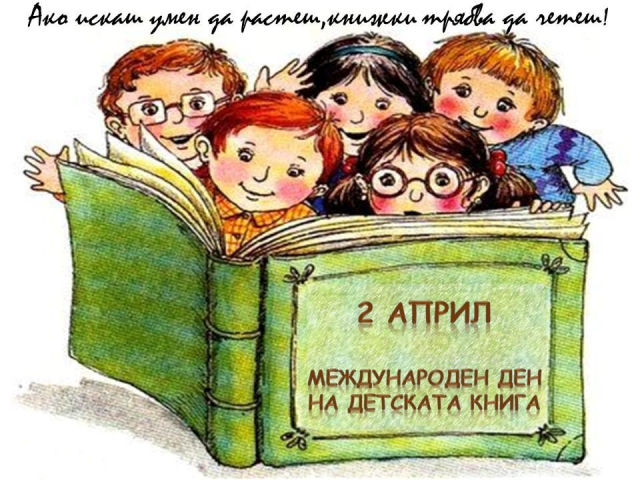 Ако искаш умен да растеш, книжки трябва да четеш!
2 АПРИЛ
МЕЖДУНАРОДЕН ДЕН
НА ДЕТСКАТА КНИГА